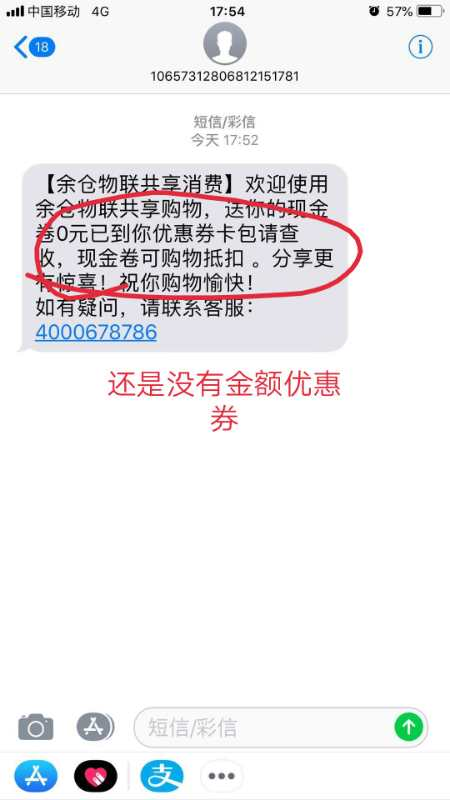 中国移动 4G 17:54 57%
18
10657312806812151781
短信/彩信
今天 17:52
【余仓物联共享消费】欢迎使用
余仓物联共享购物，送你的现金
卷0元已到你优惠券卡包请查
收，现金卷可购物抵扣 。分享更
有惊喜！祝你购物愉快！
如有疑问，请联系客服：
4000678786
还是没有金额优惠
券
短信/彩信